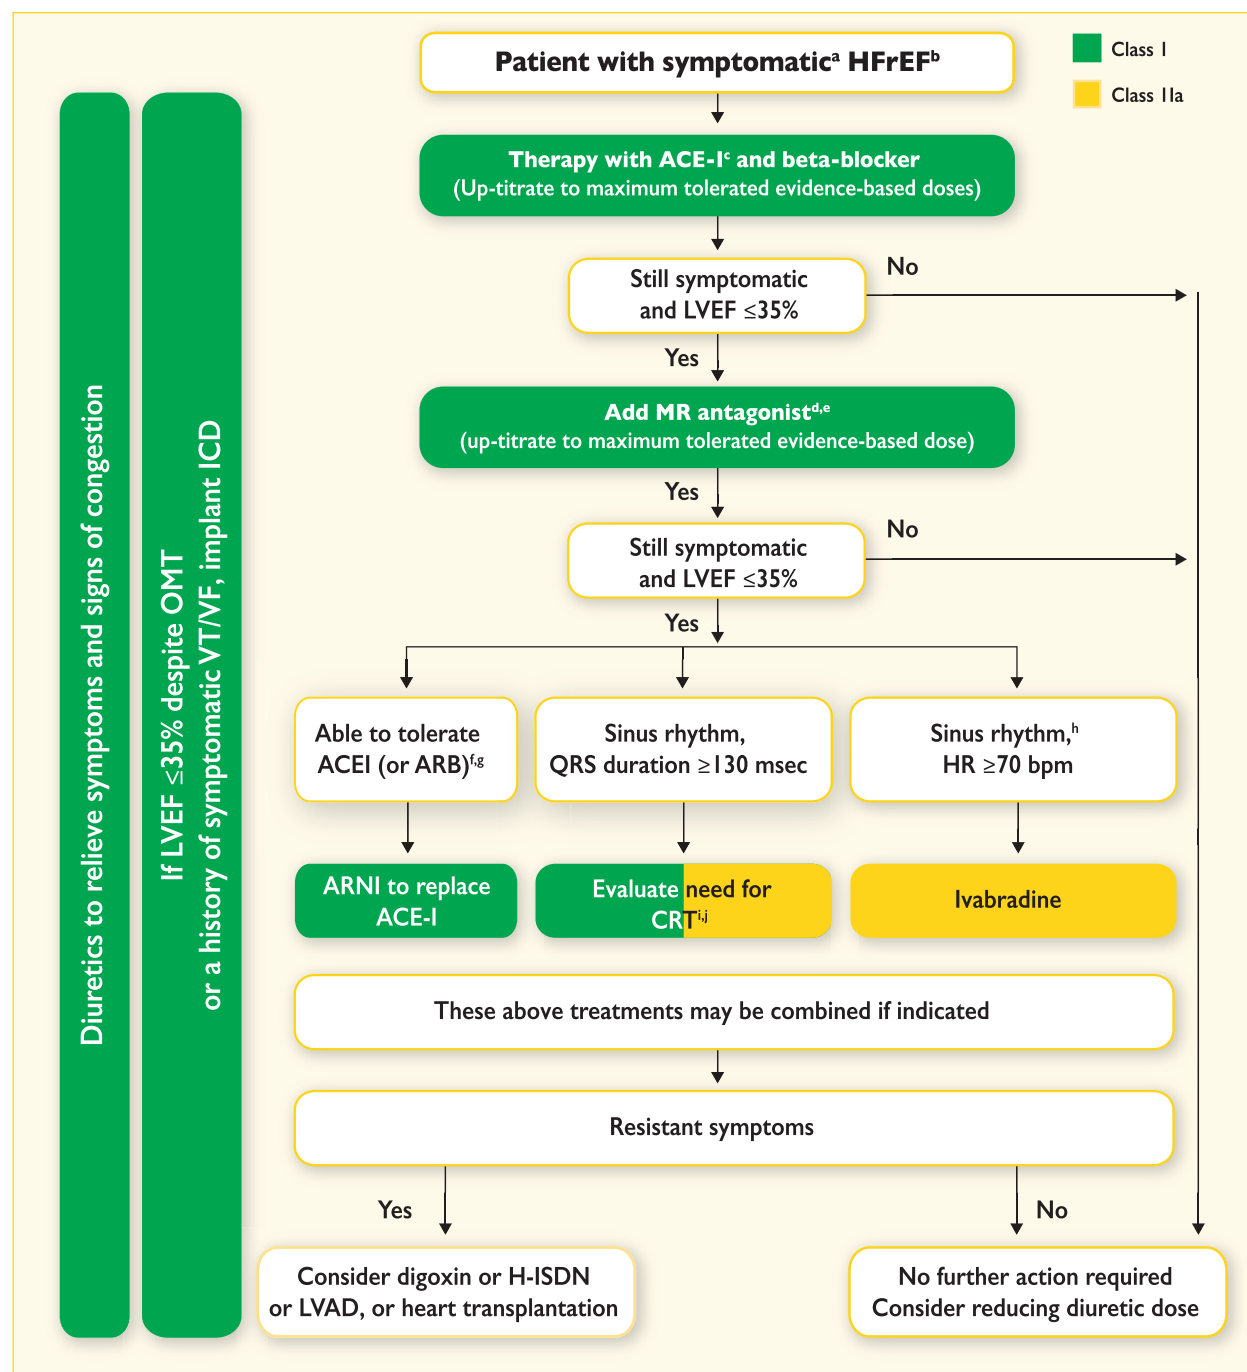 Patient with symptomaticᵃ HFrEFᵇ
Class I
Class IIa
Therapy with ACE-Iᶜ and beta-blocker
(Up-titrate to maximum tolerated evidence-based doses)
Still symptomatic
and LVEF ≤35%
No
Yes
Add MR antagonistᵈ,ᵉ
(up-titrate to maximum tolerated evidence-based dose)
Yes
Still symptomatic
and LVEF ≤35%
No
Yes
Able to tolerate
ACEI (or ARB)ᶠ,ᵍ
Sinus rhythm,
QRS duration ≥130 msec
Sinus rhythm,ʰ
HR ≥70 bpm
ARNI to replace
ACE-I
Evaluate need for
CRTⁱ,ʲ
Ivabradine
These above treatments may be combined if indicated
Resistant symptoms
Yes
No
Consider digoxin or H-ISDN
or LVAD, or heart transplantation
No further action required
Consider reducing diuretic dose
Diuretics to relieve symptoms and signs of congestion
If LVEF ≤35% despite OMT
or a history of symptomatic VT/VF, implant ICD